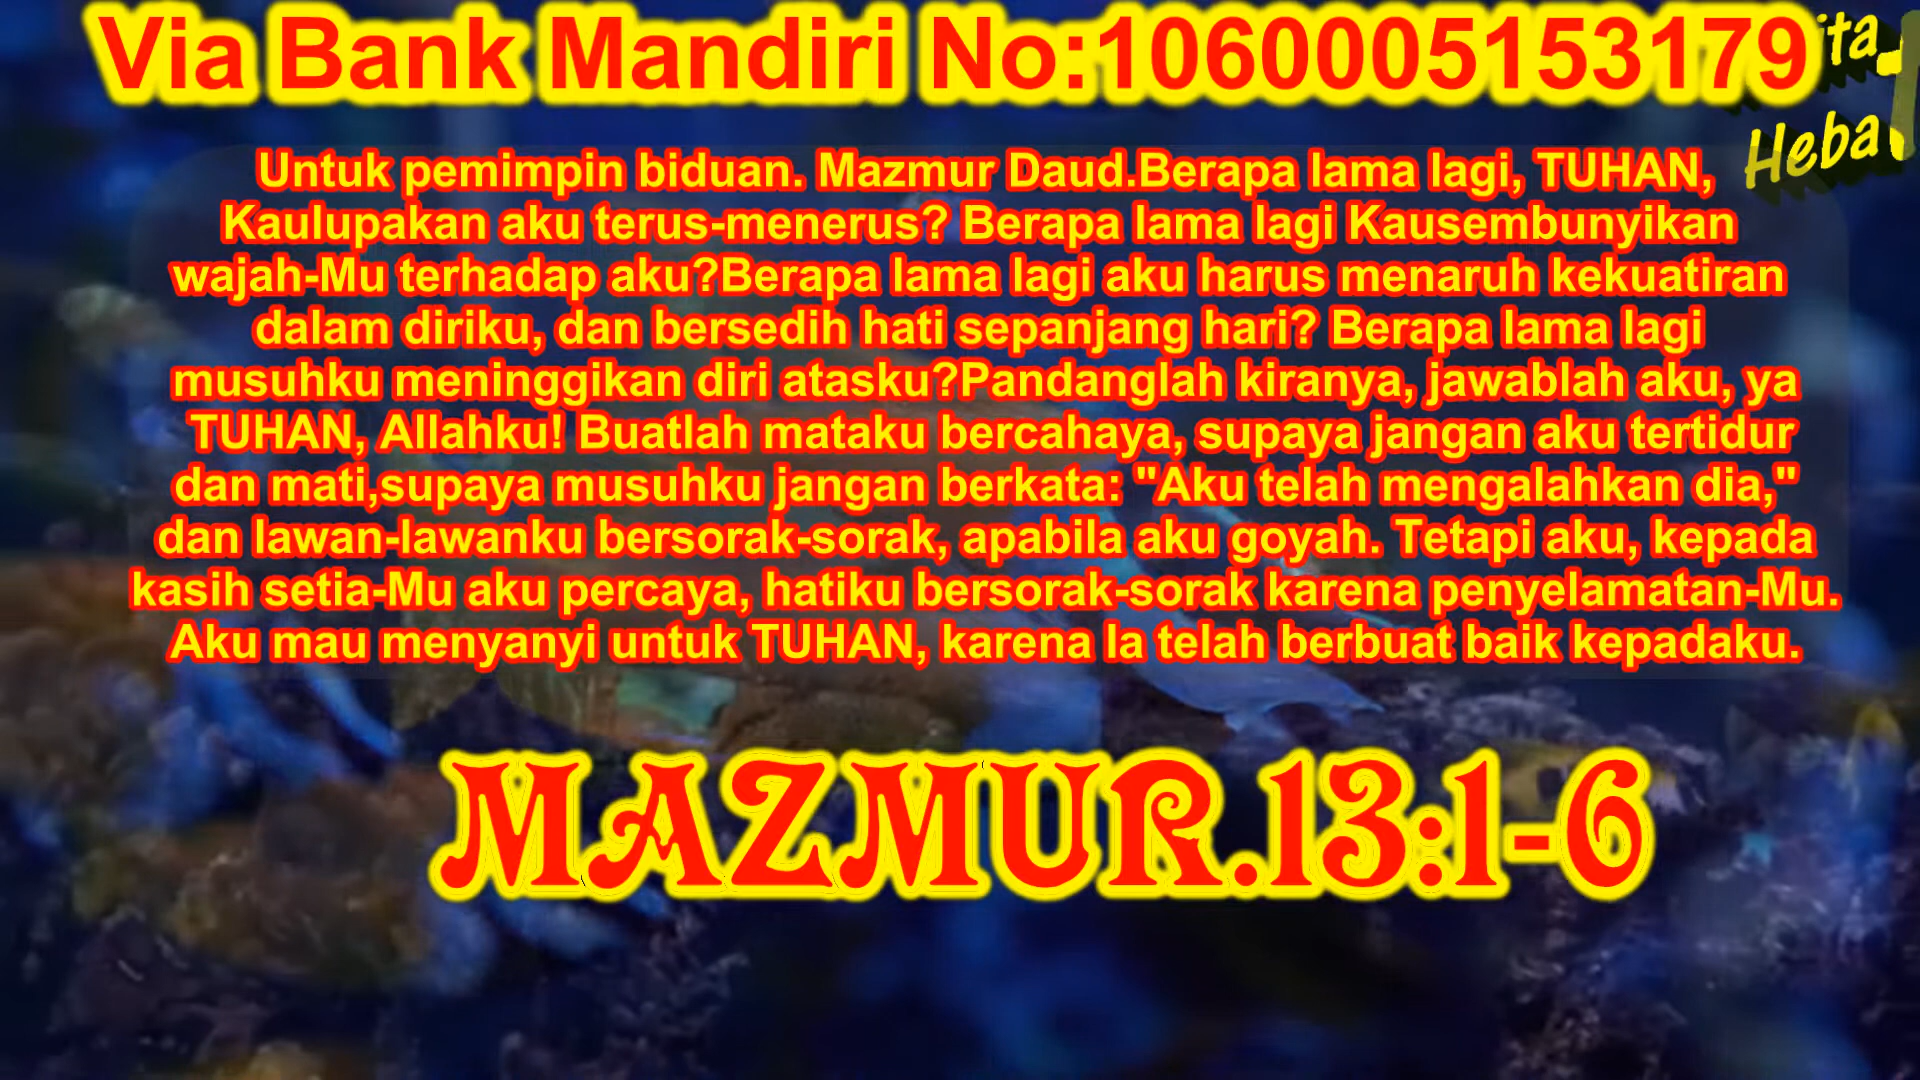 Via Bank Mandiri No:1060005153179
ita
Heba
Untuk pemimpin biduan. Mazmur Daud.Berapa lama lagi, TUHAN,
Kaulupakan aku terus-menerus? Berapa lama lagi Kausembunyikan
wajah-Mu terhadap aku?Berapa lama lagi aku harus menaruh kekuatiran
dalam diriku, dan bersedih hati sepanjang hari? Berapa lama lagi
musuhku meninggikan diri atasku?Pandanglah kiranya, jawablah aku, ya
TUHAN, Allahku! Buatlah mataku bercahaya, supaya jangan aku tertidur
dan mati,supaya musuhku jangan berkata: "Aku telah mengalahkan dia,"
dan lawan-lawanku bersorak-sorak, apabila aku goyah. Tetapi aku, kepada
kasih setia-Mu aku percaya, hatiku bersorak-sorak karena penyelamatan-Mu.
Aku mau menyanyi untuk TUHAN, karena Ia telah berbuat baik kepadaku.
MAZMUR.13:1-6